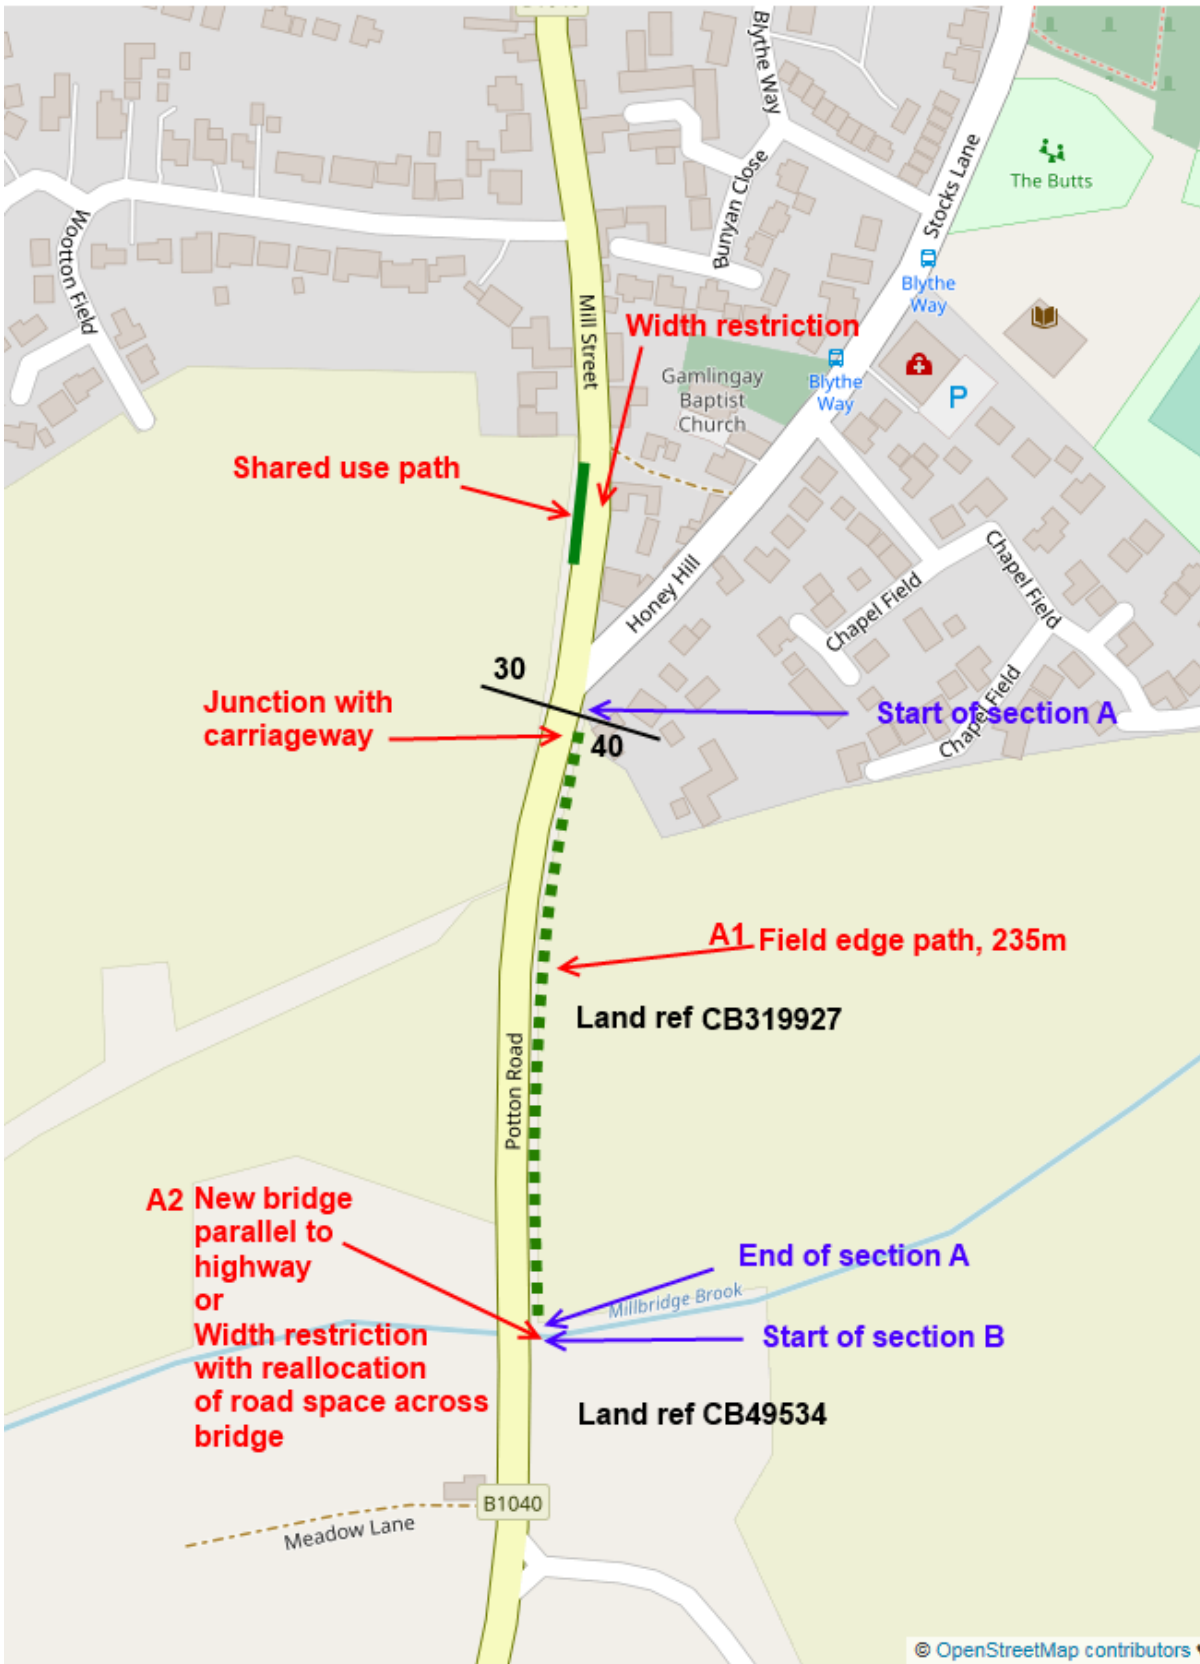 Blythe Way
Stocks Lane
The Butts
Bunyan Close
Wootton Field
Blythe
Way
Mill Street
Width restriction
Gamlingay
Baptist
Church
Blythe
Way
P
Shared use path
Honey Hill
Chapel Field
Chapel Field
30
Junction with
carriageway
Start of section A
40
Chapel Field
A1 Field edge path, 235m
Land ref CB319927
Potton Road
A2 New bridge
parallel to
highway
or
Width restriction
with reallocation
of road space across
bridge
End of section A
Millbridge Brook
Start of section B
Land ref CB49534
B1040
Meadow Lane
© OpenStreetMap contributors